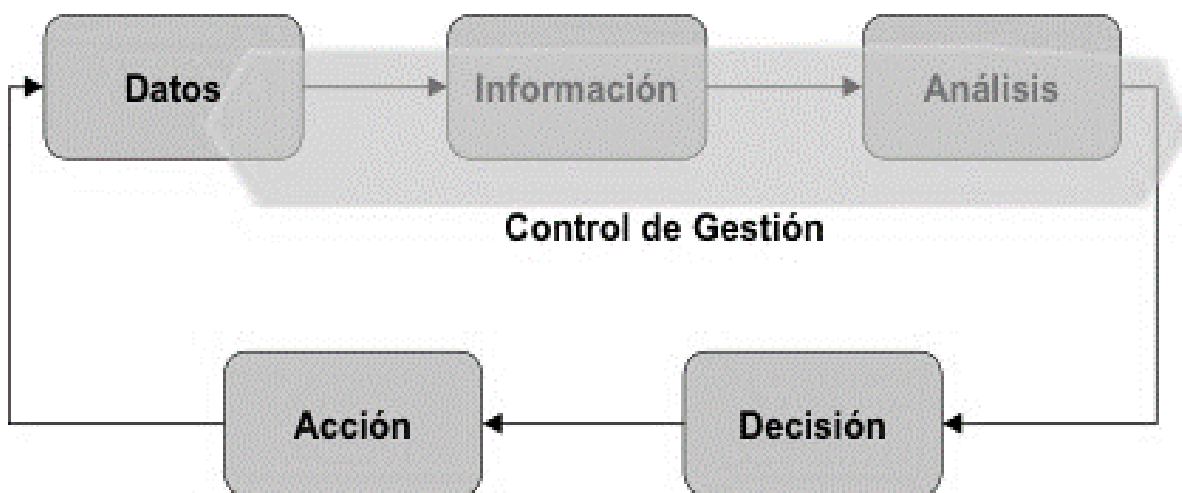 Datos
Información
Análisis
Control de Gestión
Acción
Decisión